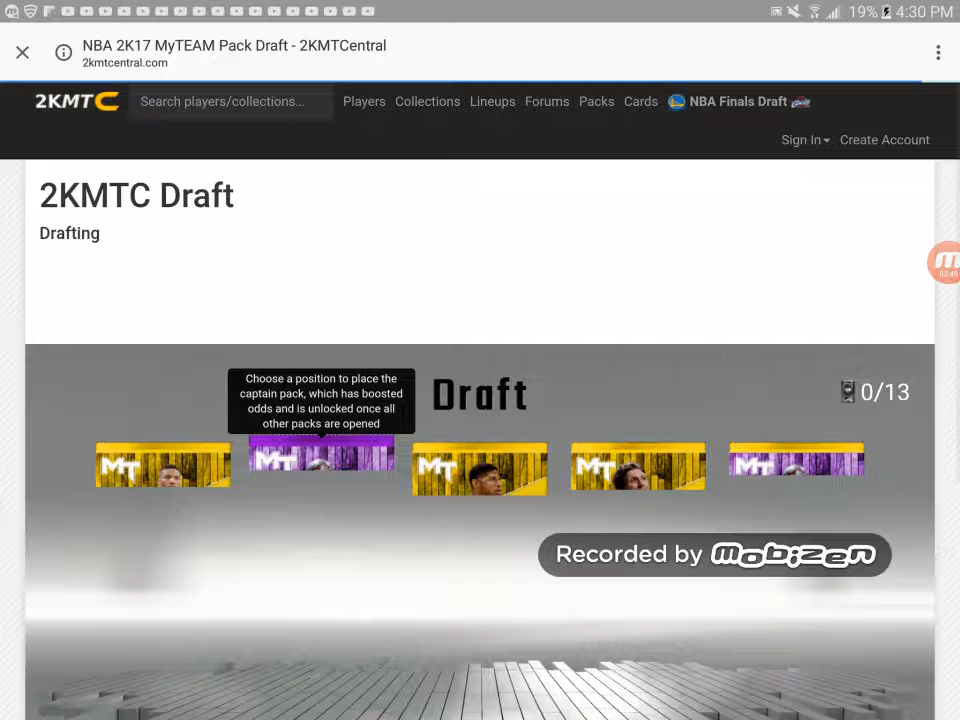 19% 4:30 PM
NBA 2K17 MyTEAM Pack Draft - 2KMTCentral
2kmtcentral.com
2KMTC Search players/collections... Players Collections Lineups Forums Packs Cards NBA Finals Draft
Sign In Create Account
2KMTC Draft
Drafting
02:49
Choose a position to place the
captain pack, which has boosted
odds and is unlocked once all
other packs are opened
Draft
0/13
MT MT MT MT MT
Recorded by mobizen